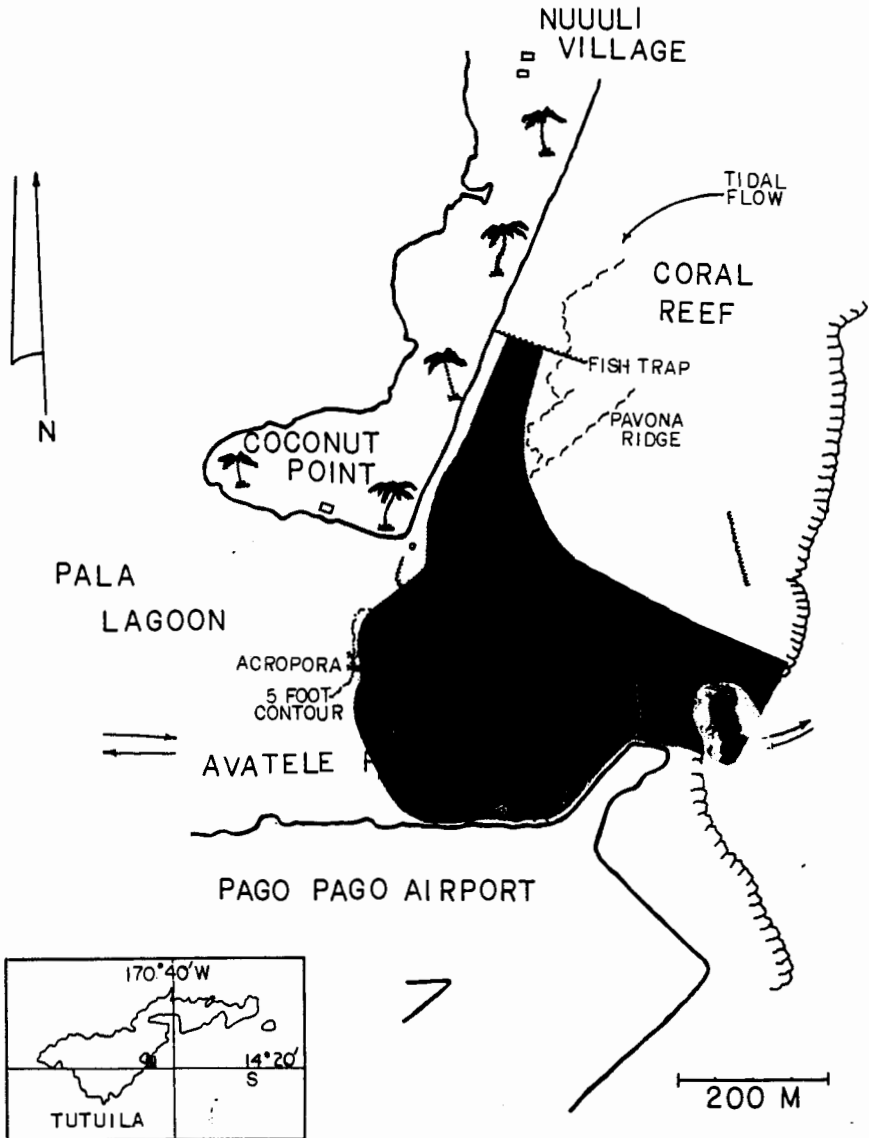 NUUULI
VILLAGE
TIDAL
FLOW
CORAL
REEF
FISH TRAP
PAVONA
RIDGE
N
COCONUT
POINT
PALA
LAGOON
ACROPORA
5 FOOT
CONTOUR
AVATELE
PAGO PAGO AIRPORT
170°40'W
14°20'
S
TUTUILA
200 M